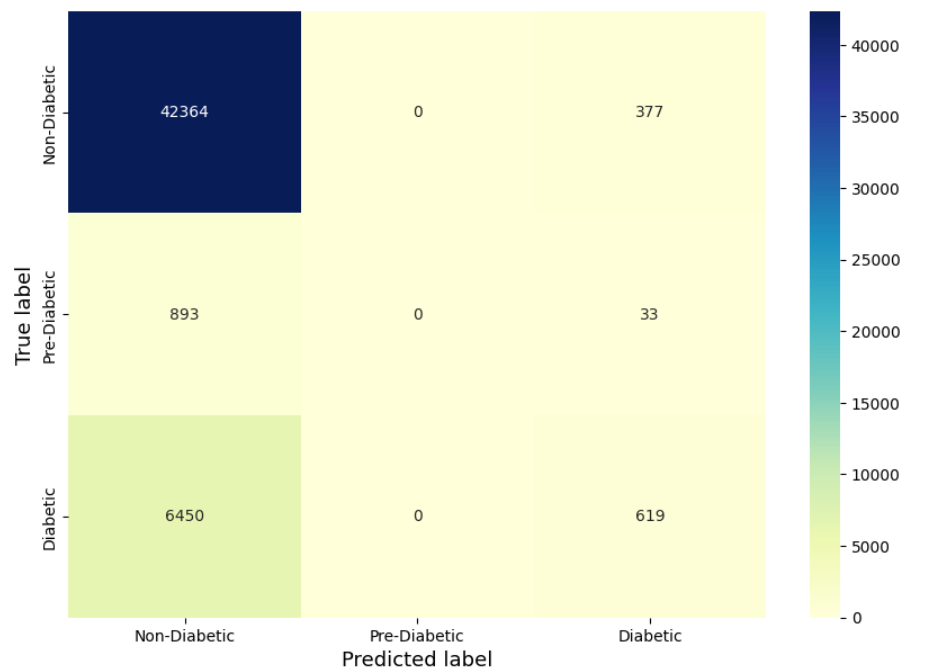 True label
Non-Diabetic
42364 0 377
Pre-Diabetic
893 0 33
Diabetic
6450 0 619
Non-Diabetic Pre-Diabetic Diabetic
Predicted label
40000
35000
30000
25000
20000
15000
10000
5000
0